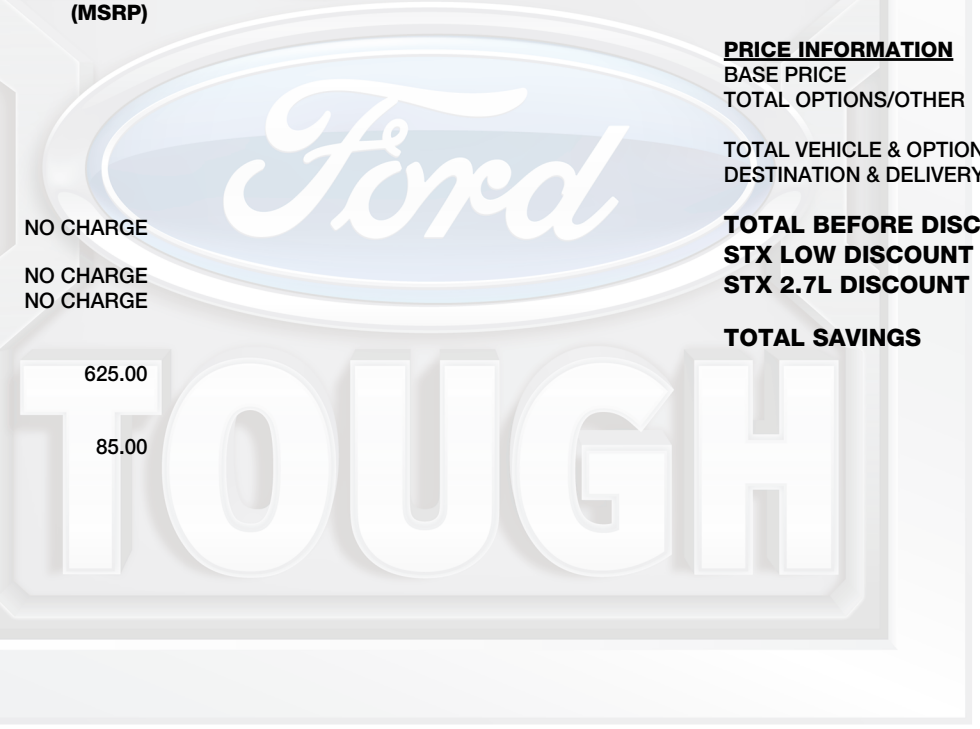 (MSRP)
NO CHARGE
NO CHARGE
NO CHARGE
625.00
85.00
PRICE INFORMATION
BASE PRICE
TOTAL OPTIONS/OTHER
TOTAL VEHICLE & OPTION
DESTINATION & DELIVERY
TOTAL BEFORE DISC
STX LOW DISCOUNT
STX 2.7L DISCOUNT
TOTAL SAVINGS
Ford
TOUGH